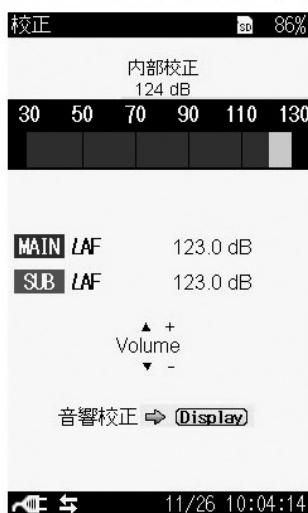 校正 SD 86%
内部校正
124 dB
30 50 70 90 110 130
MAIN LAF 123.0 dB
SUB LAF 123.0 dB
▲ +
Volume
▼ -
音響校正 ⇨ Display
11/26 10:04:14